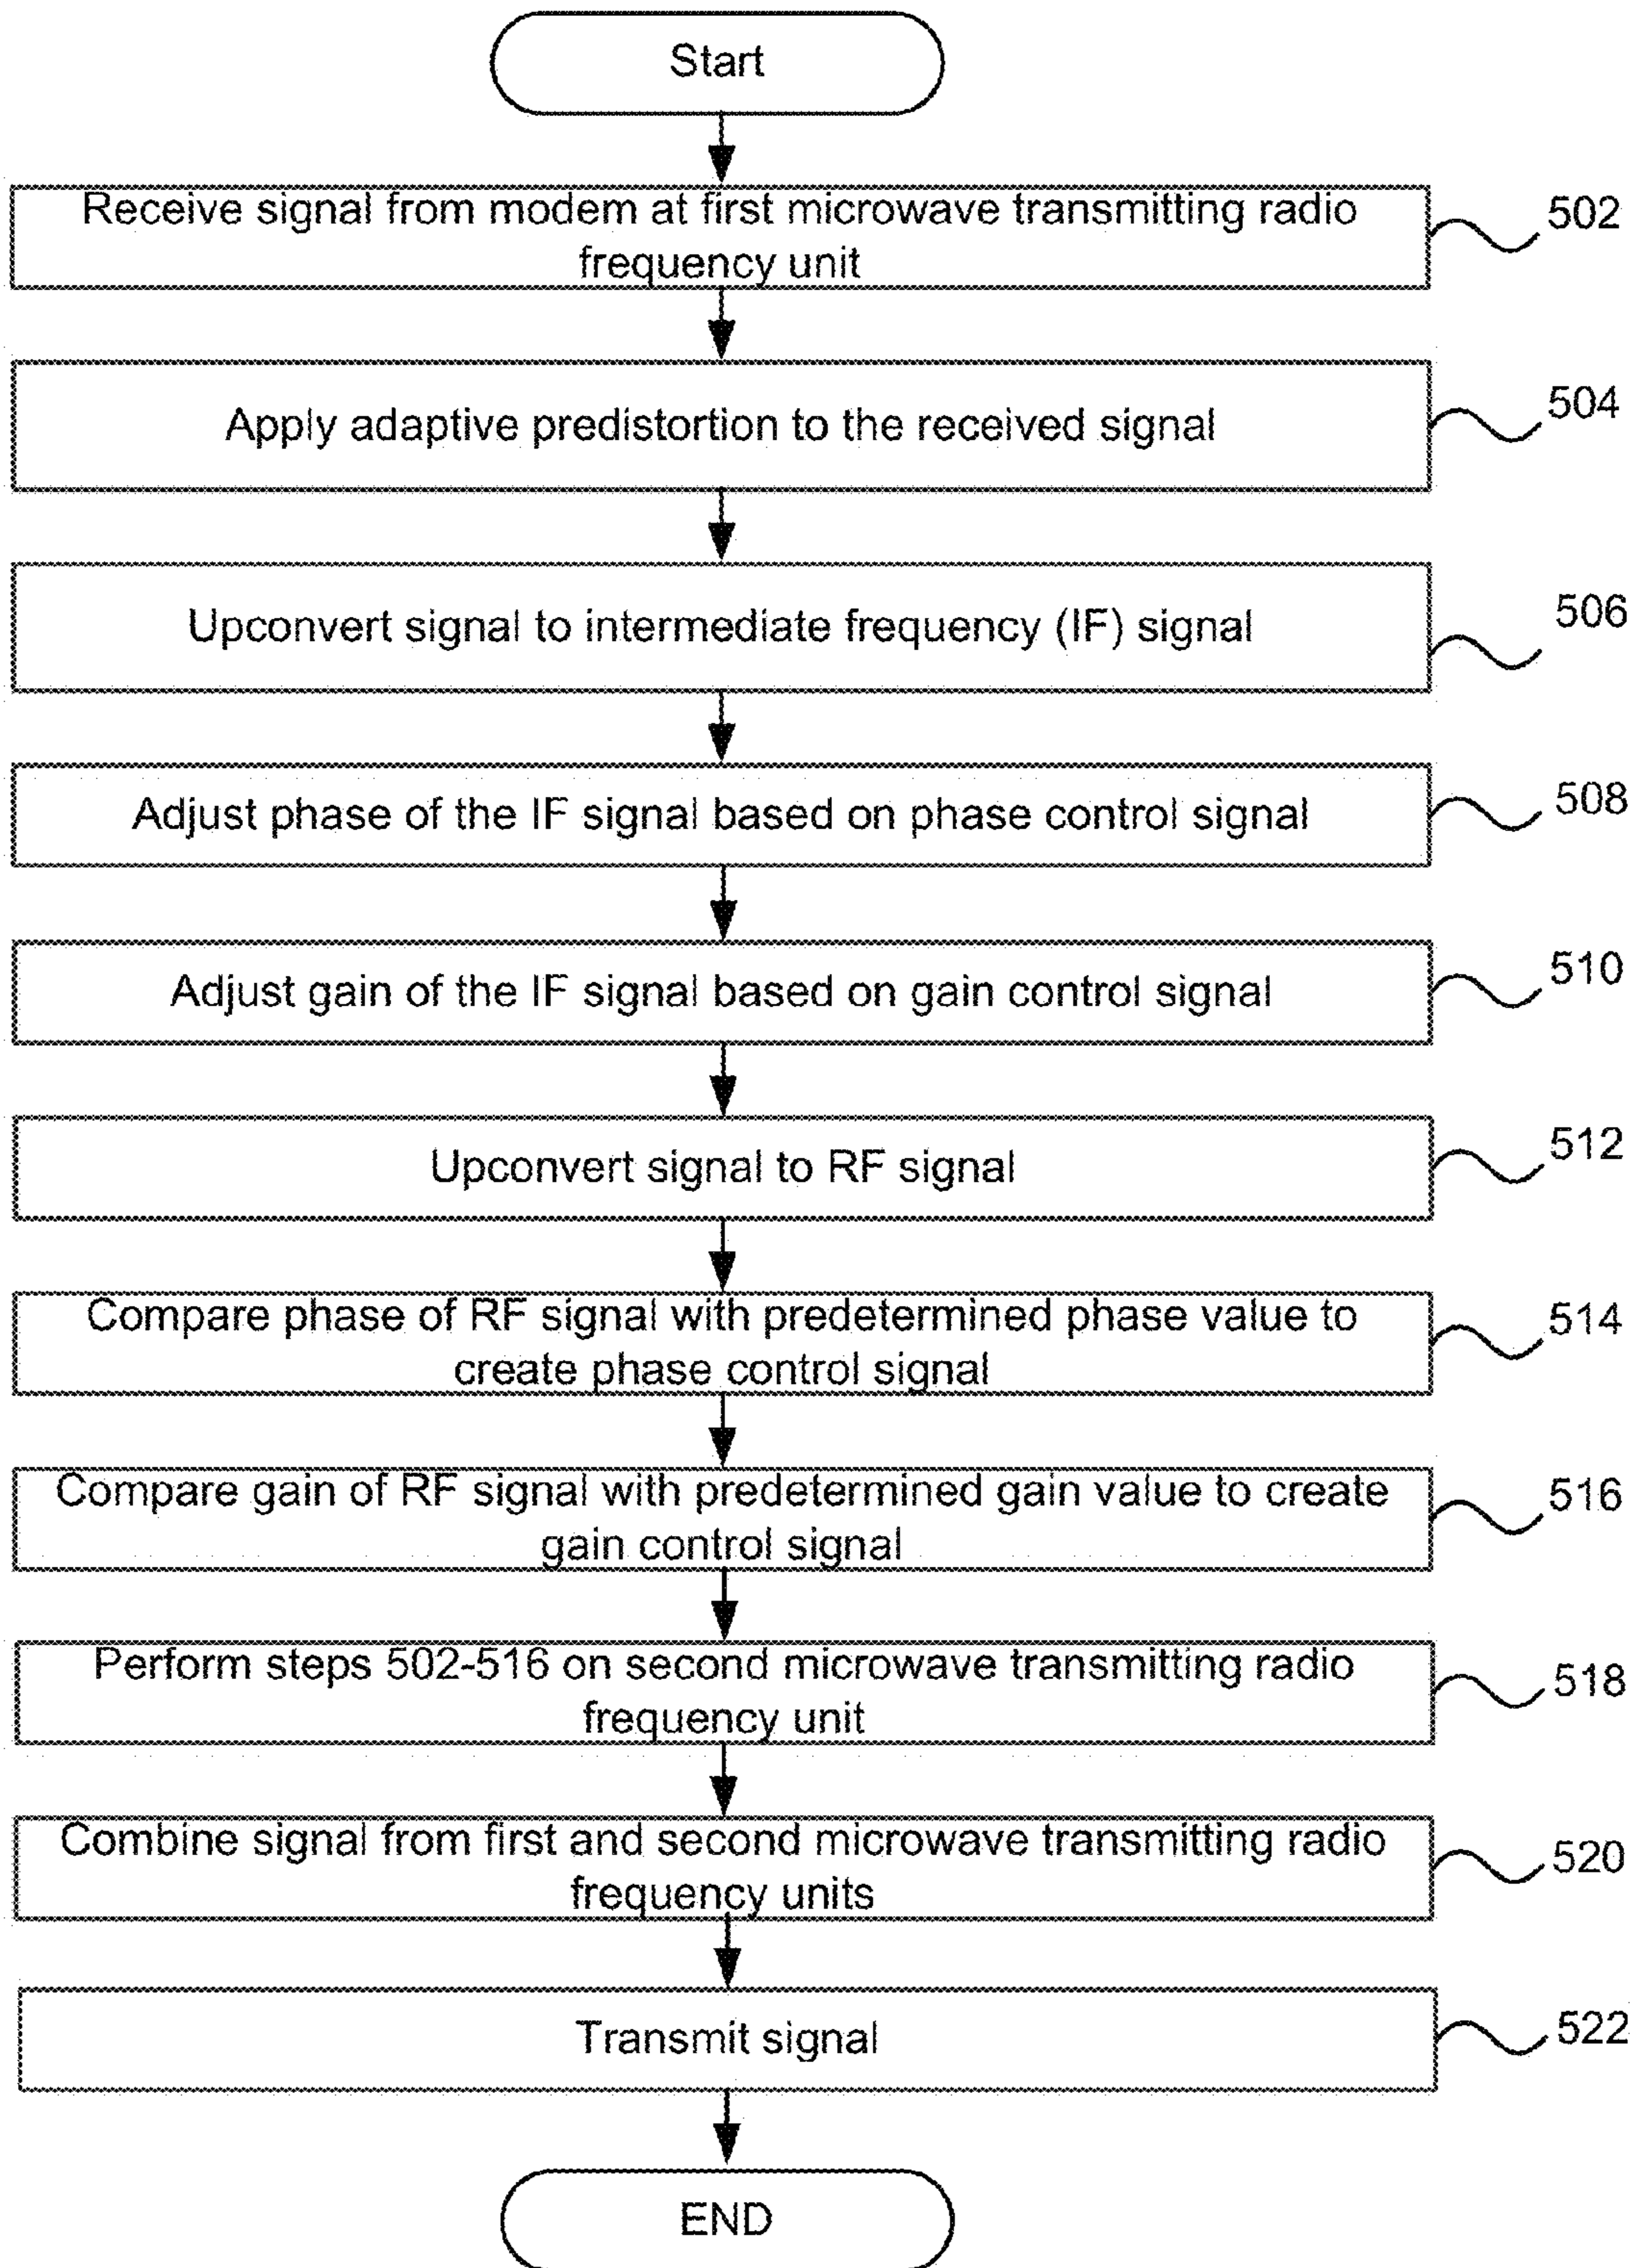 Start
Receive signal from modem at first microwave transmitting radio
frequency unit
502
Apply adaptive predistortion to the received signal
504
Upconvert signal to intermediate frequency (IF) signal
506
Adjust phase of the IF signal based on phase control signal
508
Adjust gain of the IF signal based on gain control signal
510
Upconvert signal to RF signal
512
Compare phase of RF signal with predetermined phase value to
create phase control signal
514
Compare gain of RF signal with predetermined gain value to create
gain control signal
516
Perform steps 502-516 on second microwave transmitting radio
frequency unit
518
Combine signal from first and second microwave transmitting radio
frequency units
520
Transmit signal
522
END